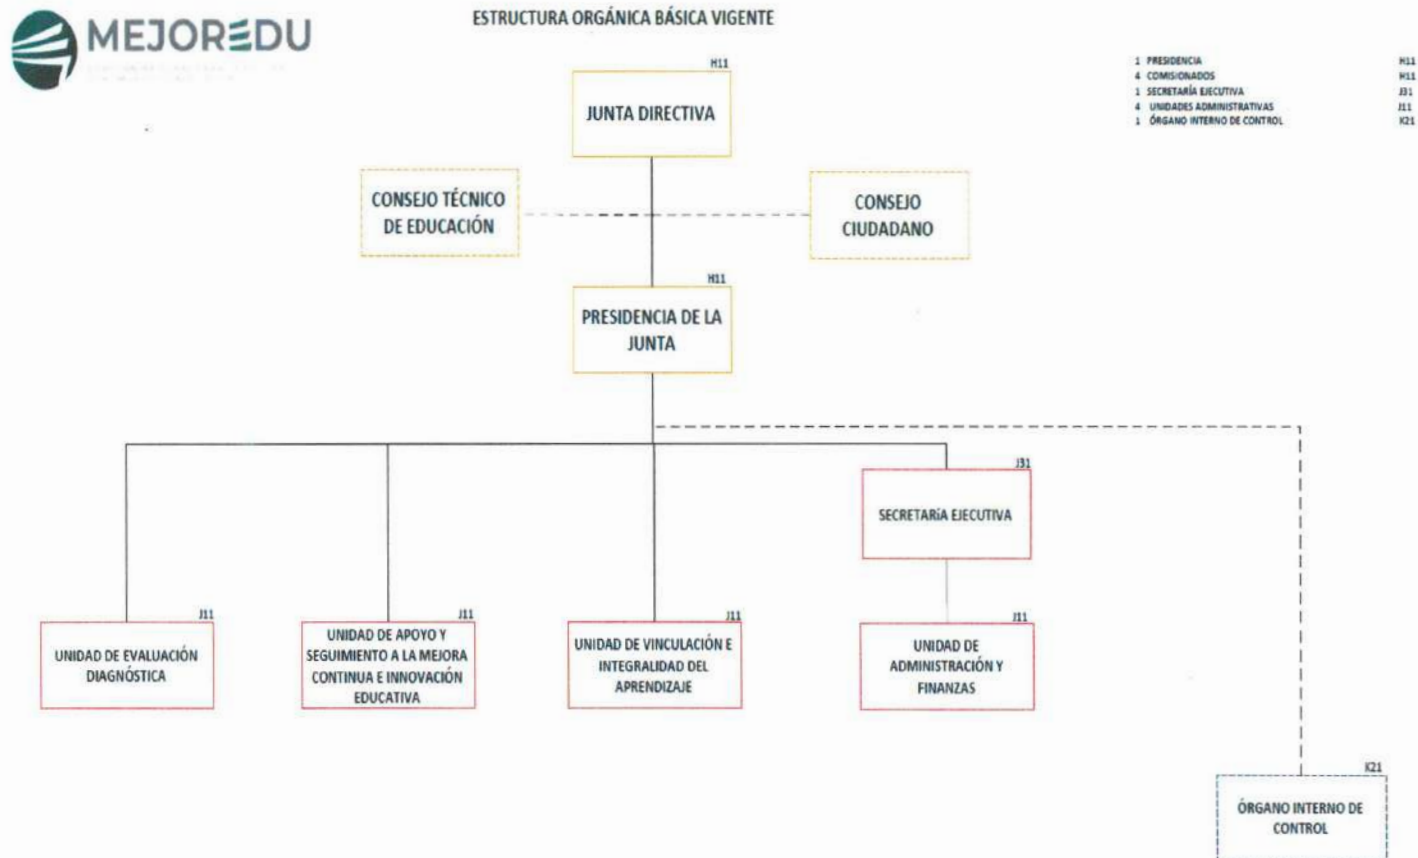 MEJOREDU
ESTRUCTURA ORGÁNICA BÁSICA VIGENTE
1 PRESIDENCIA H11
4 COMISIONADOS H11
1 SECRETARÍA EJECUTIVA J31
4 UNIDADES ADMINISTRATIVAS J11
1 ÓRGANO INTERNO DE CONTROL K21
H11
JUNTA DIRECTIVA
CONSEJO TÉCNICO
DE EDUCACIÓN
CONSEJO
CIUDADANO
H11
PRESIDENCIA DE LA
JUNTA
J31
SECRETARÍA EJECUTIVA
J11
UNIDAD DE EVALUACIÓN
DIAGNÓSTICA
J11
UNIDAD DE APOYO Y
SEGUIMIENTO A LA MEJORA
CONTINUA E INNOVACIÓN
EDUCATIVA
J11
UNIDAD DE VINCULACIÓN E
INTEGRALIDAD DEL
APRENDIZAJE
J11
UNIDAD DE
ADMINISTRACIÓN Y
FINANZAS
K21
ÓRGANO INTERNO DE
CONTROL